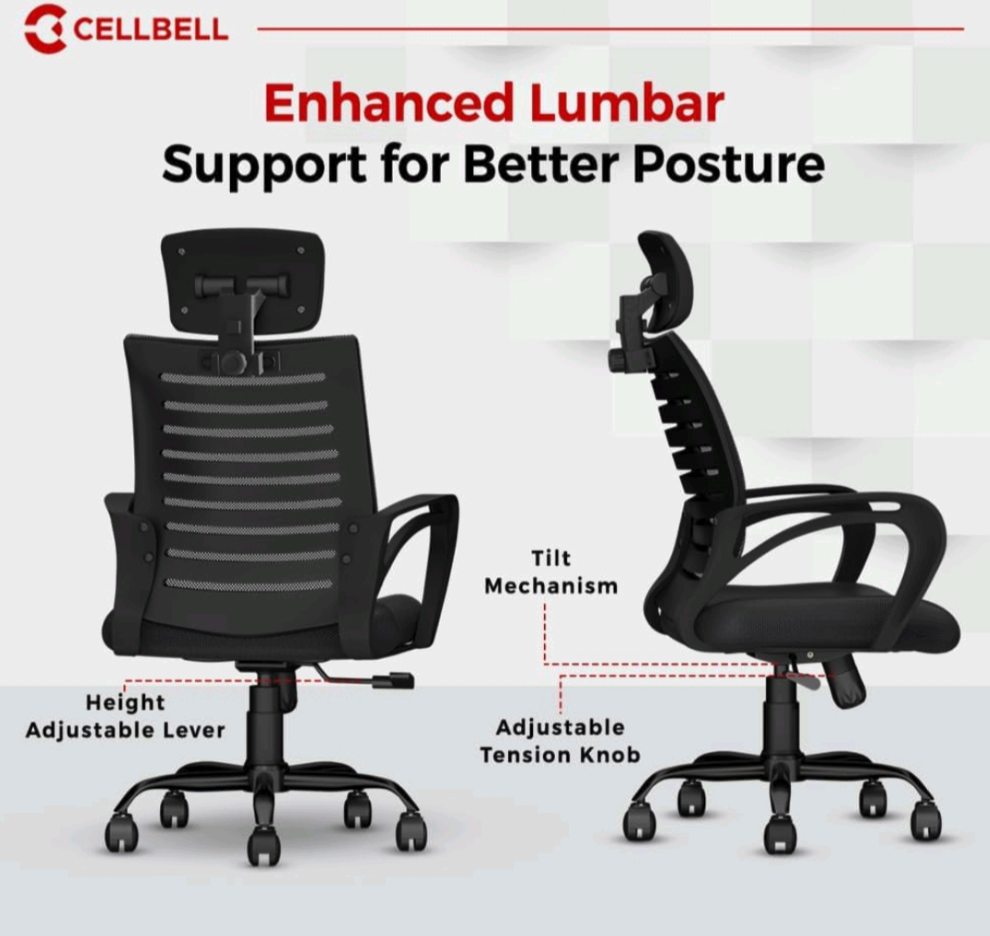 CELLBELL
Enhanced Lumbar
Support for Better Posture
Tilt
Mechanism
Height
Adjustable Lever
Adjustable
Tension Knob